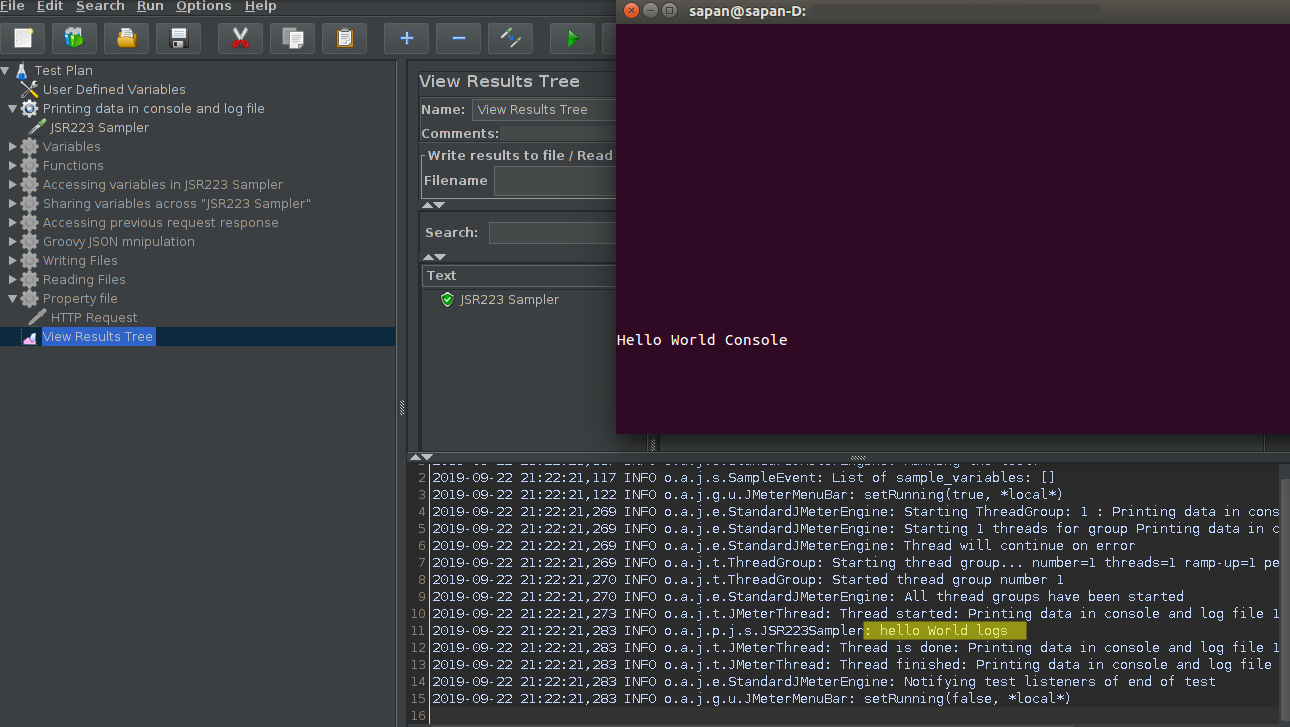 File Edit Search Run Options Help
sapan@sapan-D:
Test Plan
User Defined Variables
Printing data in console and log file
JSR223 Sampler
Variables
Functions
Accessing variables in JSR223 Sampler
Sharing variables across "JSR223 Sampler"
Accessing previous request response
Groovy JSON mnipulation
Writing Files
Reading Files
Property file
HTTP Request
View Results Tree
View Results Tree
Name: View Results Tree
Comments:
Write results to file / Read
Filename
Search:
Text
JSR223 Sampler
Hello World Console
2 2019-09-22 21:22:21,117 INFO o.a.j.s.SampleEvent: List of sample_variables: []
3 2019-09-22 21:22:21,122 INFO o.a.j.g.u.JMeterMenuBar: setRunning(true, *local*)
4 2019-09-22 21:22:21,269 INFO o.a.j.e.StandardJMeterEngine: Starting ThreadGroup: 1 : Printing data in cons
5 2019-09-22 21:22:21,269 INFO o.a.j.e.StandardJMeterEngine: Starting 1 threads for group Printing data in c
6 2019-09-22 21:22:21,269 INFO o.a.j.e.StandardJMeterEngine: Thread will continue on error
7 2019-09-22 21:22:21,269 INFO o.a.j.t.ThreadGroup: Starting thread group... number=1 threads=1 ramp-up=1 pe
8 2019-09-22 21:22:21,270 INFO o.a.j.t.ThreadGroup: Started thread group number 1
9 2019-09-22 21:22:21,270 INFO o.a.j.e.StandardJMeterEngine: All thread groups have been started
10 2019-09-22 21:22:21,273 INFO o.a.j.t.JMeterThread: Thread started: Printing data in console and log file 1
11 2019-09-22 21:22:21,283 INFO o.a.j.p.j.s.JSR223Sampler: hello World logs
12 2019-09-22 21:22:21,283 INFO o.a.j.t.JMeterThread: Thread is done: Printing data in console and log file 1
13 2019-09-22 21:22:21,283 INFO o.a.j.t.JMeterThread: Thread finished: Printing data in console and log file
14 2019-09-22 21:22:21,283 INFO o.a.j.e.StandardJMeterEngine: Notifying test listeners of end of test
15 2019-09-22 21:22:21,283 INFO o.a.j.g.u.JMeterMenuBar: setRunning(false, *local*)
16